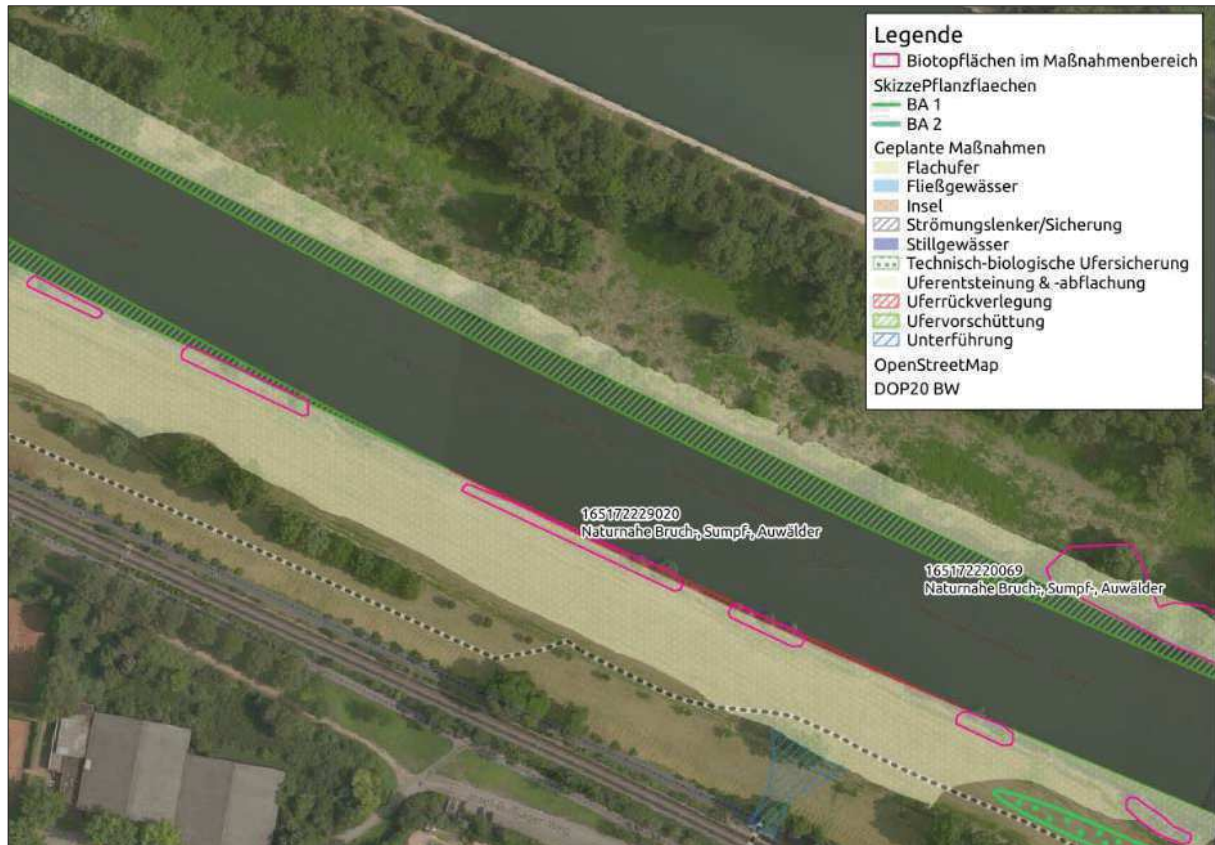 Legende
Biotopflächen im Maßnahmenbereich
SkizzePflanzflaechen
BA 1
BA 2
Geplante Maßnahmen
Flachufer
Fließgewässer
Insel
Strömungslenker/Sicherung
Stillgewässer
Technisch-biologische Ufersicherung
Uferentsteinung & -abflachung
Uferrückverlegung
Ufervorschüttung
Unterführung
OpenStreetMap
DOP20 BW
165172229020
Naturnahe Bruch-, Sumpf-, Auwälder
165172220069
Naturnahe Bruch-, Sumpf-, Auwälder